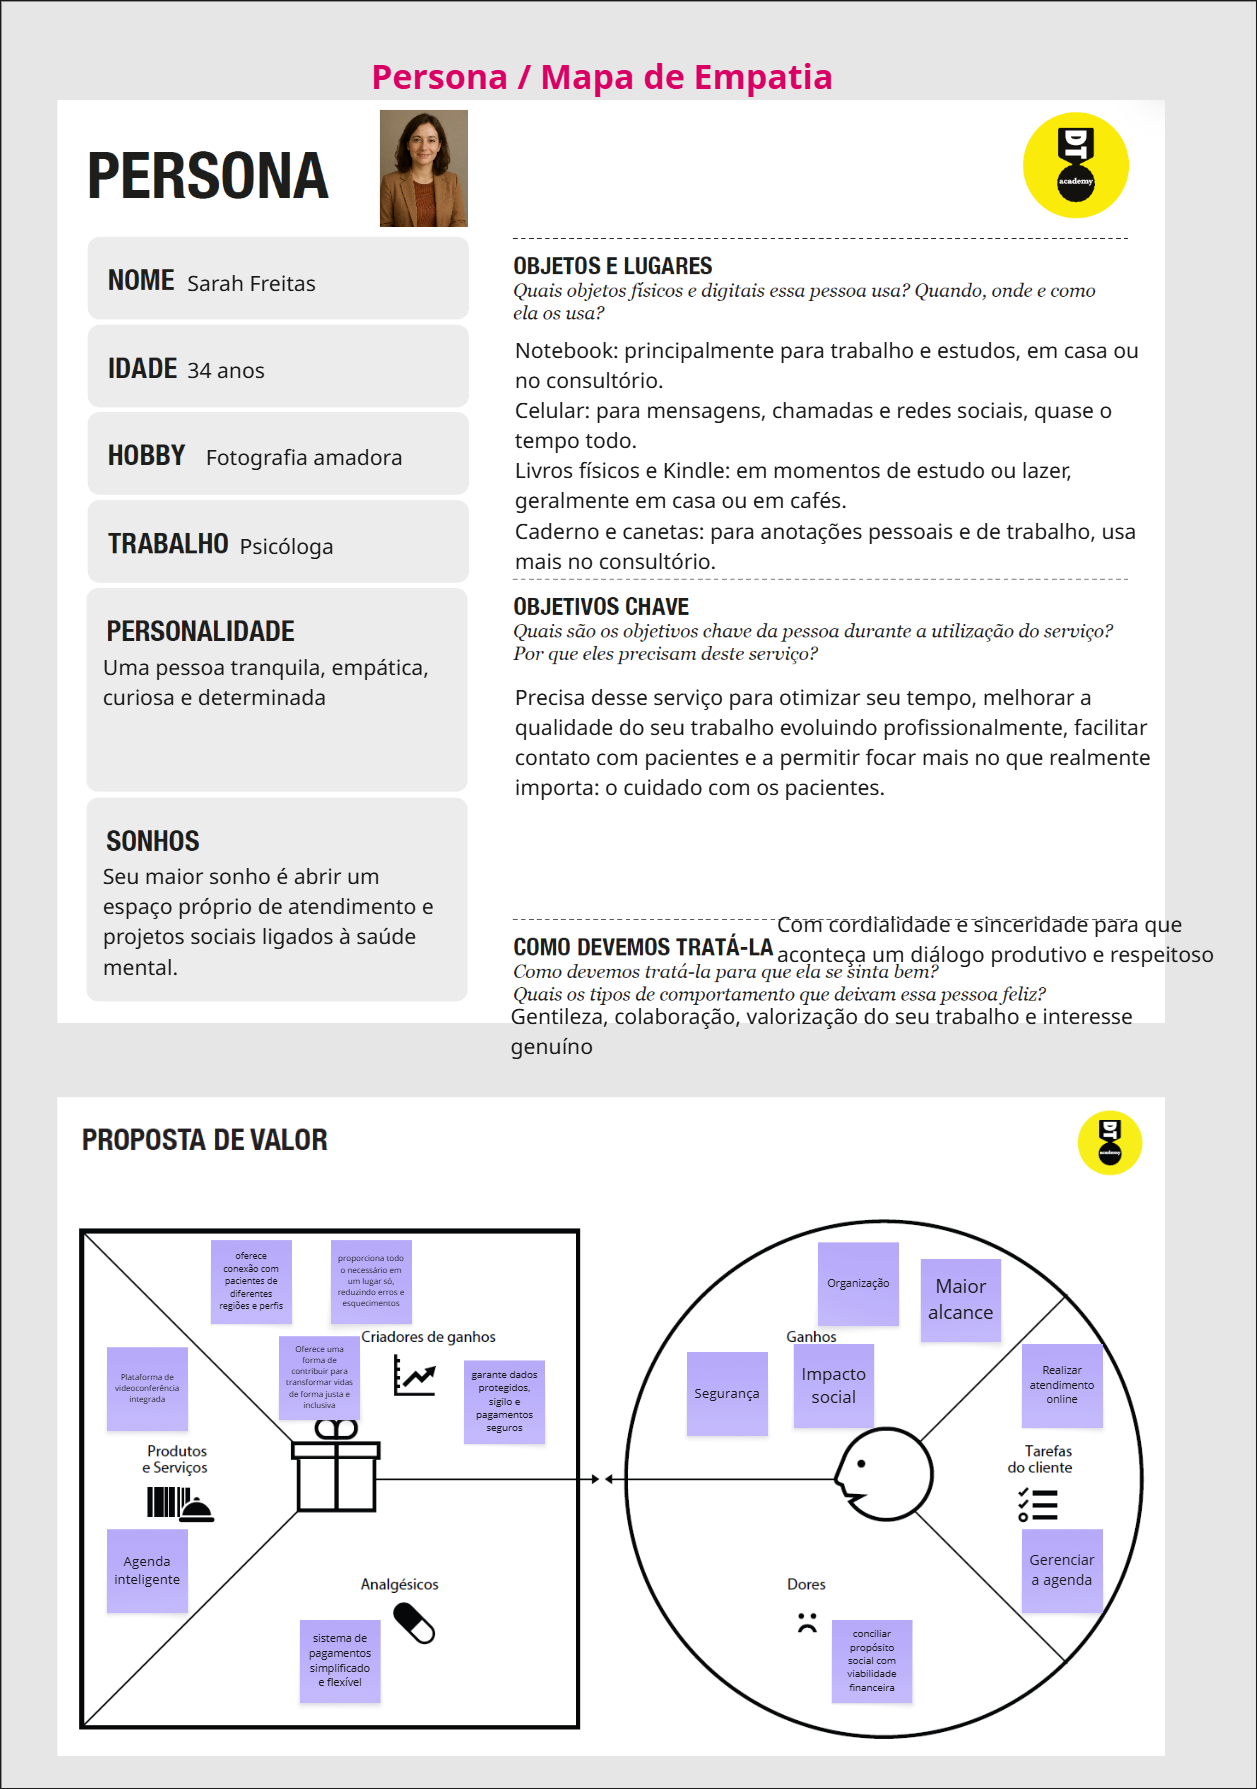 Persona / Mapa de Empatia
PERSONA
DT
academy
NOME Sarah Freitas
IDADE 34 anos
HOBBY Fotografia amadora
TRABALHO Psicóloga
PERSONALIDADE
Uma pessoa tranquila, empática,
curiosa e determinada
SONHOS
Seu maior sonho é abrir um
espaço próprio de atendimento e
projetos sociais ligados à saúde
mental.
OBJETOS E LUGARES
Quais objetos físicos e digitais essa pessoa usa? Quando, onde e como
ela os usa?
Notebook: principalmente para trabalho e estudos, em casa ou
no consultório.
Celular: para mensagens, chamadas e redes sociais, quase o
tempo todo.
Livros físicos e Kindle: em momentos de estudo ou lazer,
geralmente em casa ou em cafés.
Caderno e canetas: para anotações pessoais e de trabalho, usa
mais no consultório.
OBJETIVOS CHAVE
Quais são os objetivos chave da pessoa durante a utilização do serviço?
Por que eles precisam deste serviço?
Precisa desse serviço para otimizar seu tempo, melhorar a
qualidade do seu trabalho evoluindo profissionalmente, facilitar
contato com pacientes e a permitir focar mais no que realmente
importa: o cuidado com os pacientes.
COMO DEVEMOS TRATÁ-LA
Com cordialidade e sinceridade para que
aconteça um diálogo produtivo e respeitoso
Como devemos tratá-la para que ela se sinta bem?
Quais os tipos de comportamento que deixam essa pessoa feliz?
Gentileza, colaboração, valorização do seu trabalho e interesse
genuíno
PROPOSTA DE VALOR
DT
academy
oferece
conexão com
pacientes de
diferentes
regiões e perfis
proporciona todo
o necessário em
um lugar só,
reduzindo erros e
esquecimentos
Criadores de ganhos
Oferece uma
forma de
contribuir para
transformar vidas
de forma justa e
inclusiva
garante dados
protegidos,
sigilo e
pagamentos
seguros
Plataforma de
videoconferência
integrada
Produtos
e Serviços
Agenda
inteligente
Analgésicos
sistema de
pagamentos
simplificado
e flexível
Organização
Maior
alcance
Ganhos
Segurança
Impacto
social
Realizar
atendimento
online
Tarefas
do cliente
Gerenciar
a agenda
Dores
conciliar
propósito
social com
viabilidade
financeira